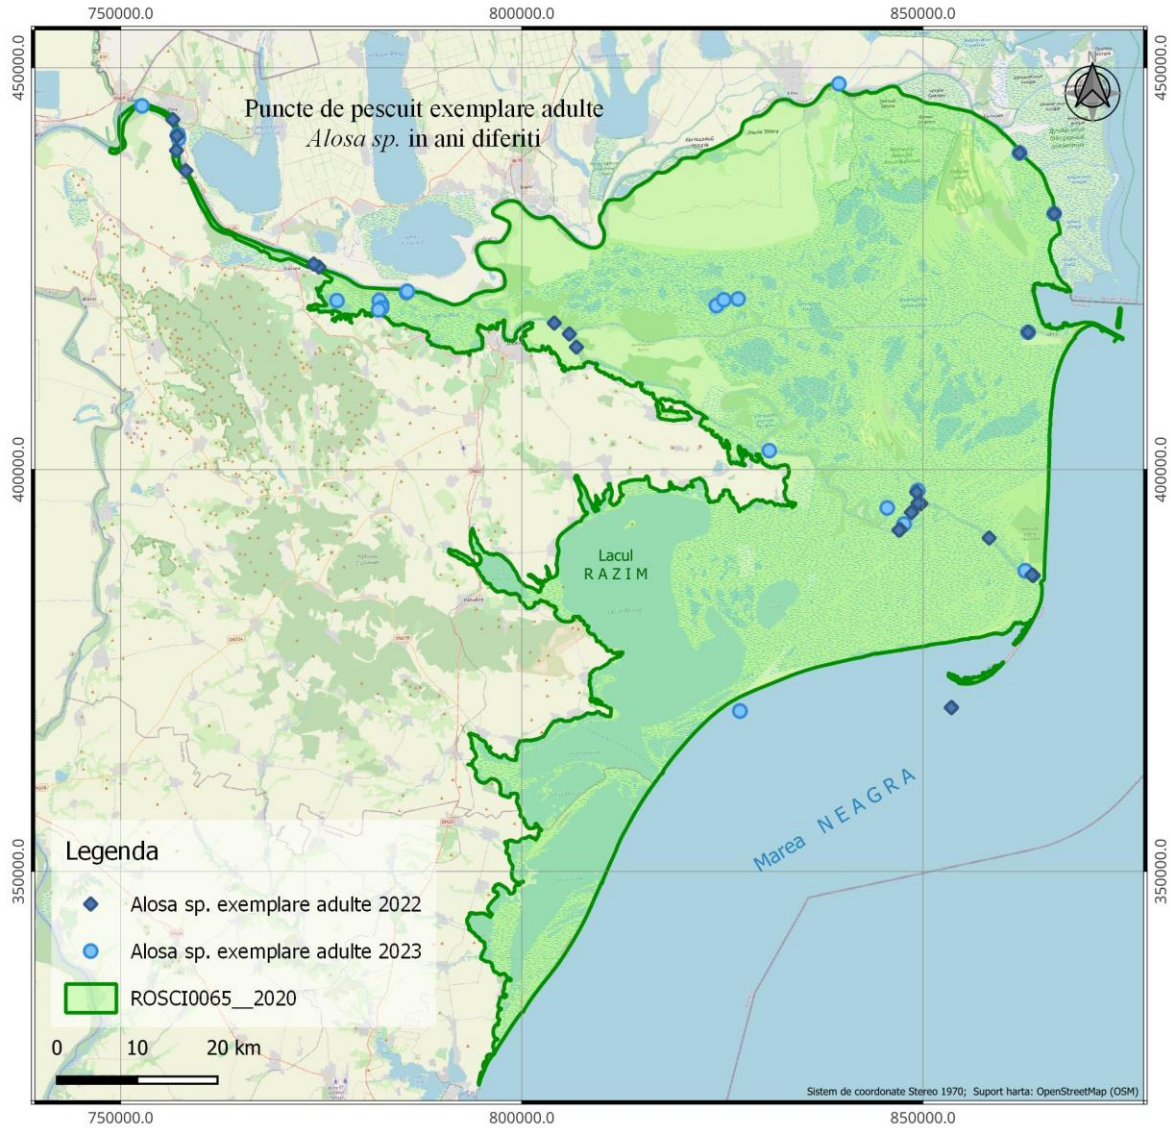 750000.0 800000.0 850000.0
450000.0
450000.0
Puncte de pescuit exemplare adulte
Alosa sp. in ani diferiti
400000.0
400000.0
Lacul
RAZIM
Marea NEAGRA
350000.0
350000.0
Legenda
Alosa sp. exemplare adulte 2022
Alosa sp. exemplare adulte 2023
ROSCI0065__2020
0 10 20 km
Sistem de coordonate Stereo 1970; Suport harta: OpenStreetMap (OSM)
750000.0 800000.0 850000.0